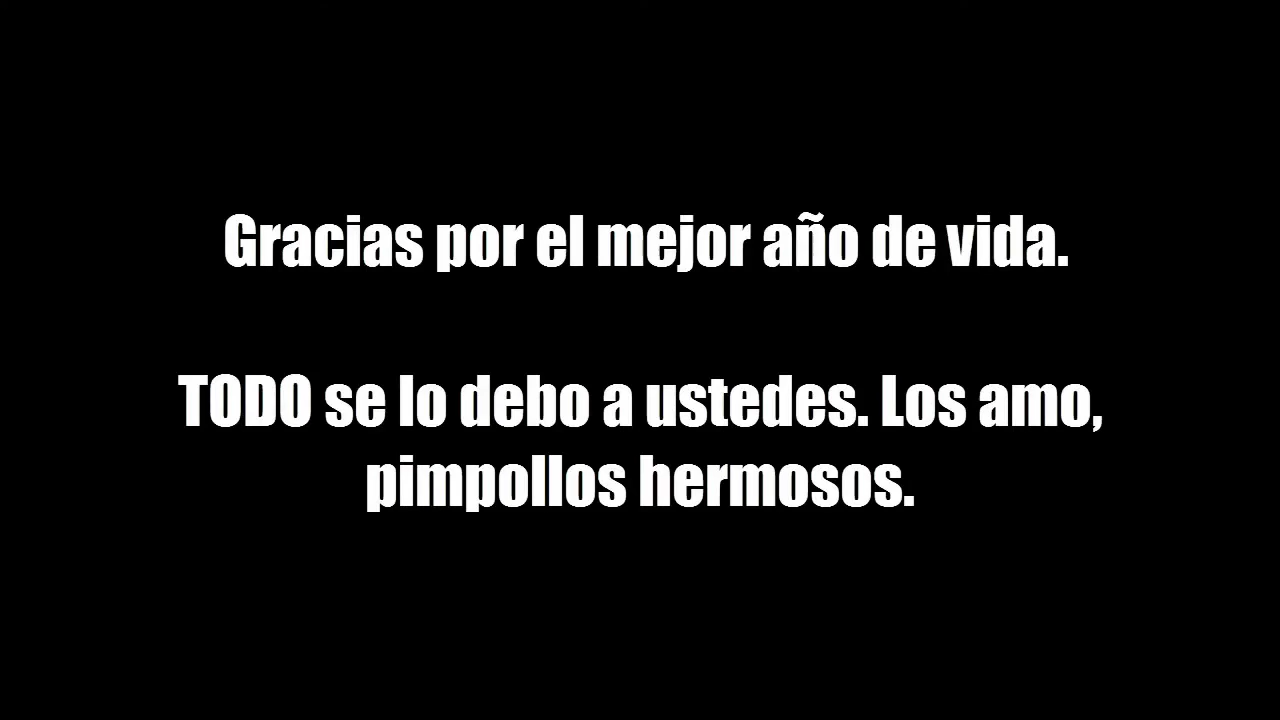 Gracias por el mejor año de vida.
TODO se lo debo a ustedes. Los amo,
pimpollos hermosos.